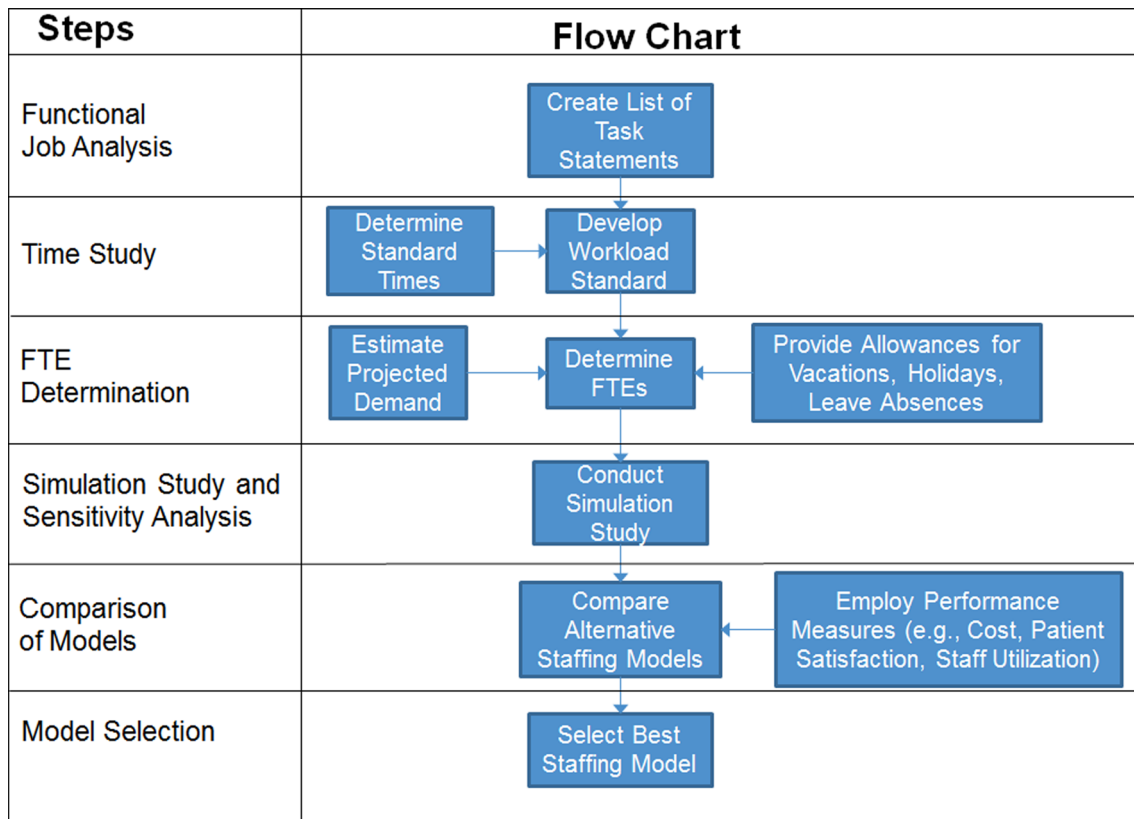 Steps
Flow Chart
Functional
Job Analysis
Create List of
Task
Statements
Time Study
Determine
Standard
Times
Develop
Workload
Standard
FTE
Determination
Estimate
Projected
Demand
Determine
FTEs
Provide Allowances for
Vacations, Holidays,
Leave Absences
Simulation Study and
Sensitivity Analysis
Conduct
Simulation
Study
Comparison
of Models
Compare
Alternative
Staffing Models
Employ Performance
Measures (e.g., Cost, Patient
Satisfaction, Staff Utilization)
Model Selection
Select Best
Staffing Model